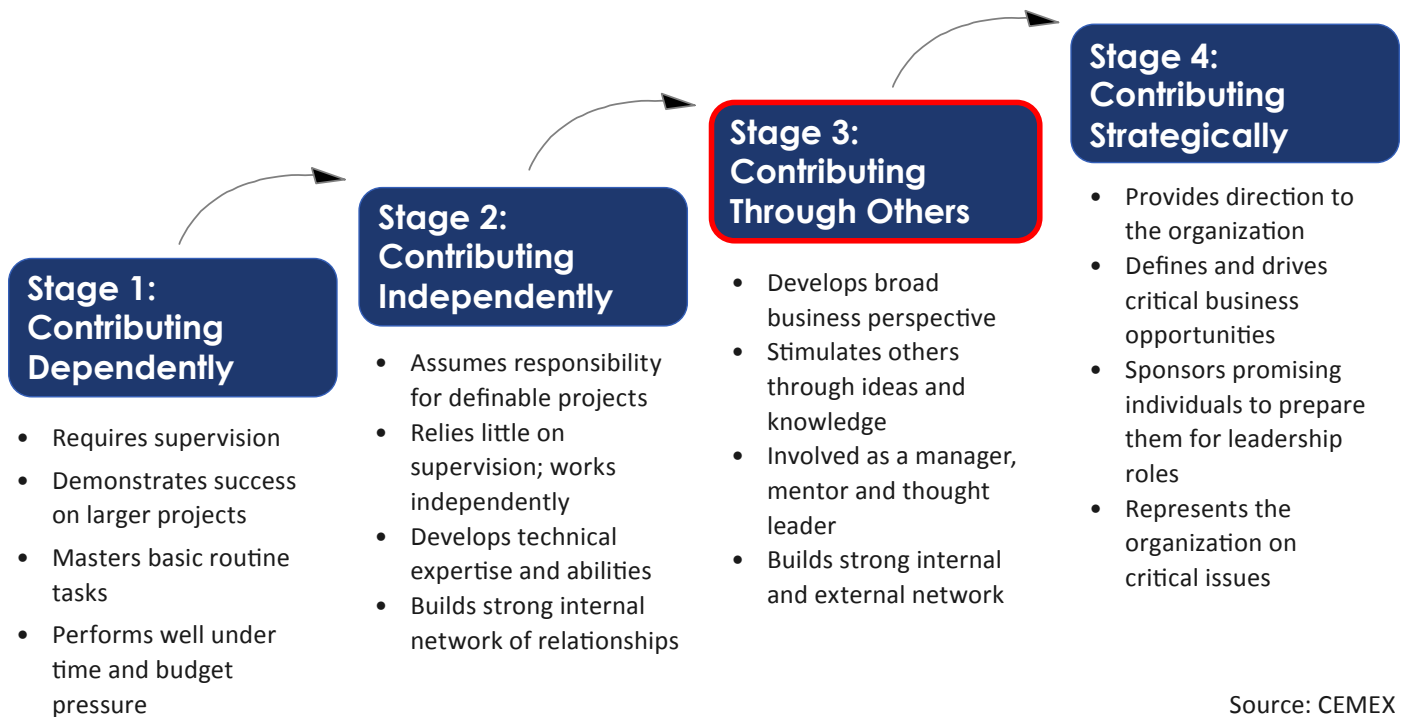 Stage 1:
Contributing
Dependently
• Requires supervision
• Demonstrates success
on larger projects
• Masters basic routine
tasks
• Performs well under
time and budget
pressure
Stage 2:
Contributing
Independently
• Assumes responsibility
for definable projects
• Relies little on
supervision; works
independently
• Develops technical
expertise and abilities
• Builds strong internal
network of relationships
Stage 3:
Contributing
Through Others
• Develops broad
business perspective
• Stimulates others
through ideas and
knowledge
• Involved as a manager,
mentor and thought
leader
• Builds strong internal
and external network
Stage 4:
Contributing
Strategically
• Provides direction to
the organization
• Defines and drives
critical business
opportunities
• Sponsors promising
individuals to prepare
them for leadership
roles
• Represents the
organization on
critical issues
Source: CEMEX